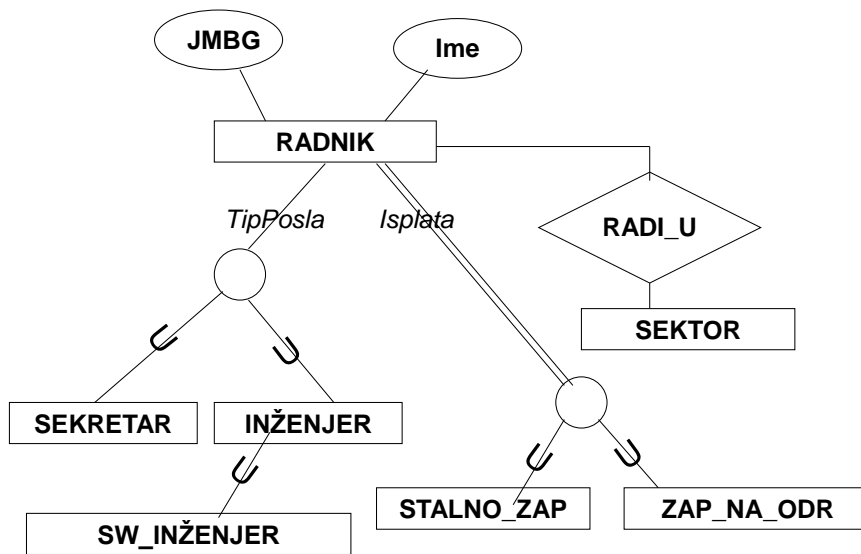 JMBG
Ime
RADNIK
TipPosla
Isplata
RADI_U
SEKTOR
SEKRETAR
INŽENJER
STALNO_ZAP
ZAP_NA_ODR
SW_INŽENJER